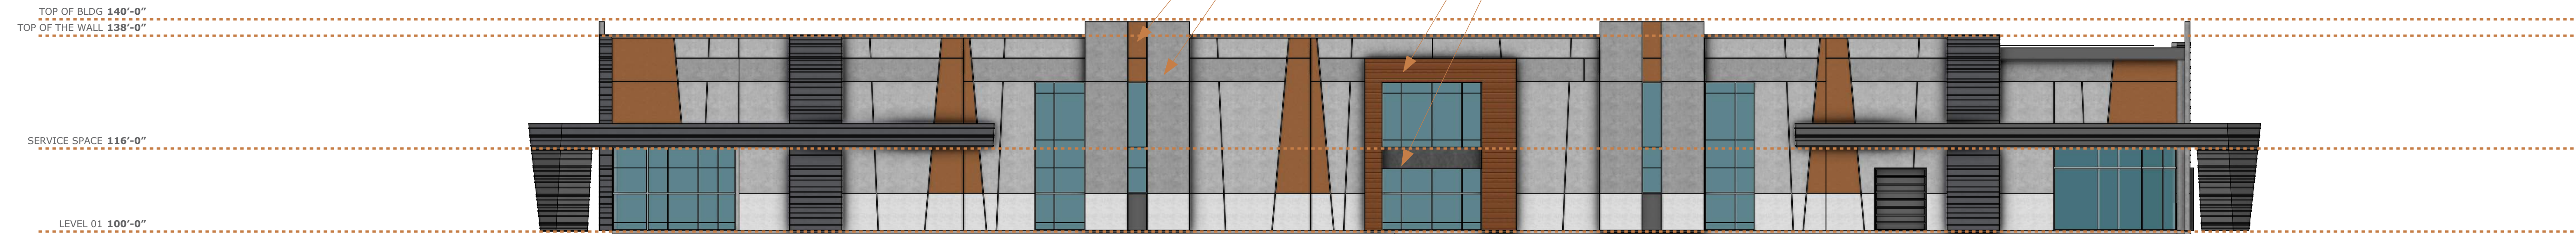 TOP OF BLDG 140'-0"
TOP OF THE WALL 138'-0"
SERVICE SPACE 116'-0"
LEVEL 01 100'-0"